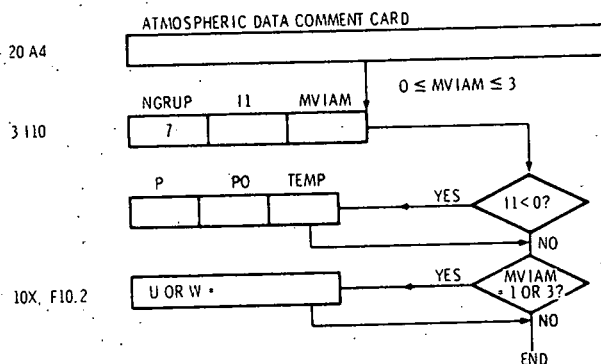 ATMOSPHERIC DATA COMMENT CARD
20 A4
0 ≤ MVIAM ≤ 3
NGRUP I1 MVIAM
3 I10
7
P PO TEMP
YES
I1 < 0?
NO
10X, F10.2
U OR W =
YES
MVIAM
= 1 OR 3?
NO
END